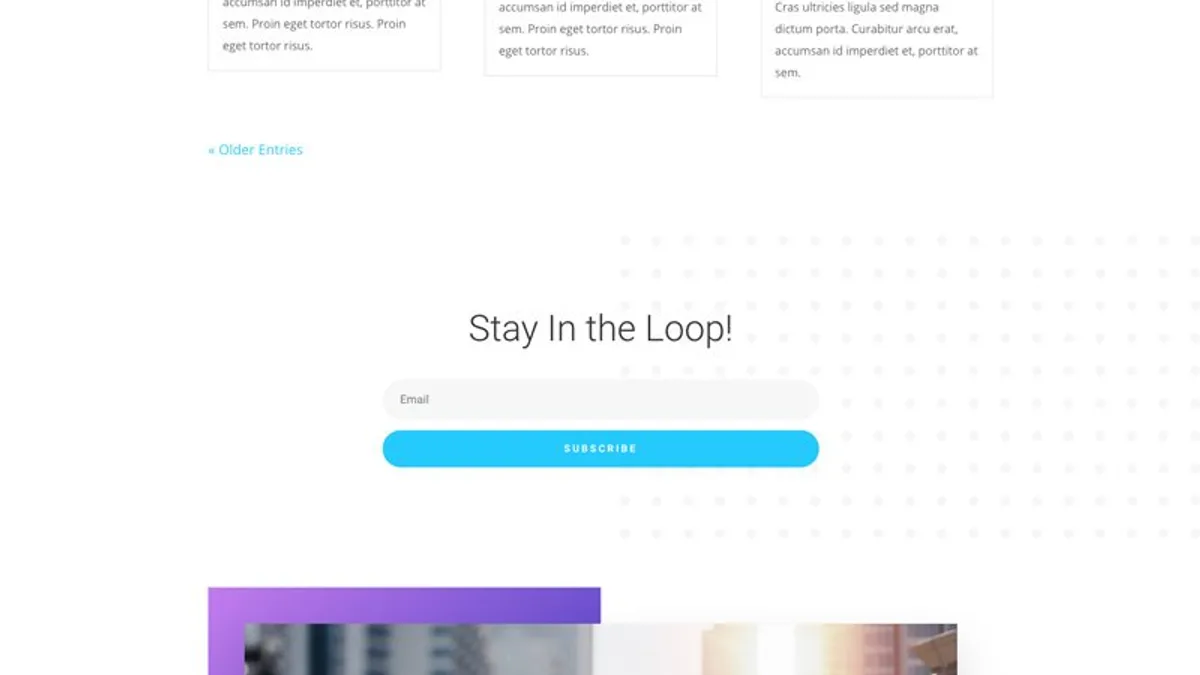 accumsan id imperdiet et, porttitor at
sem. Proin eget tortor risus. Proin
eget tortor risus.
accumsan id imperdiet et, porttitor at
sem. Proin eget tortor risus. Proin
eget tortor risus.
Cras ultricies ligula sed magna
dictum porta. Curabitur arcu erat,
accumsan id imperdiet et, porttitor at
sem.
« Older Entries
Stay In the Loop!
Email
SUBSCRIBE